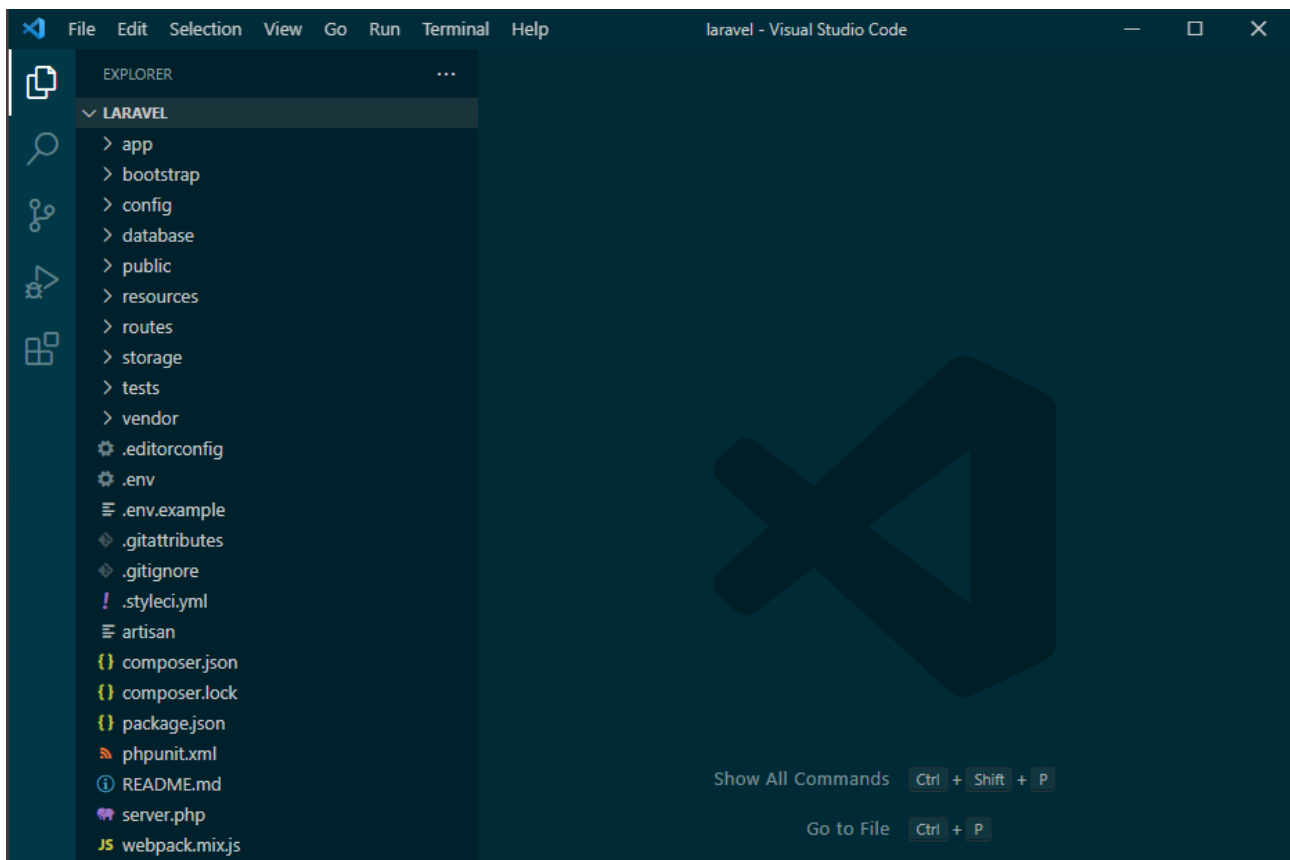 File Edit Selection View Go Run Terminal Help laravel - Visual Studio Code
EXPLORER ...
LARAVEL
app
bootstrap
config
database
public
resources
routes
storage
tests
vendor
.editorconfig
.env
.env.example
.gitattributes
.gitignore
! .styleci.yml
artisan
{} composer.json
{} composer.lock
{} package.json
phpunit.xml
README.md
server.php
JS webpack.mix.js
Show All Commands Ctrl + Shift + P
Go to File Ctrl + P